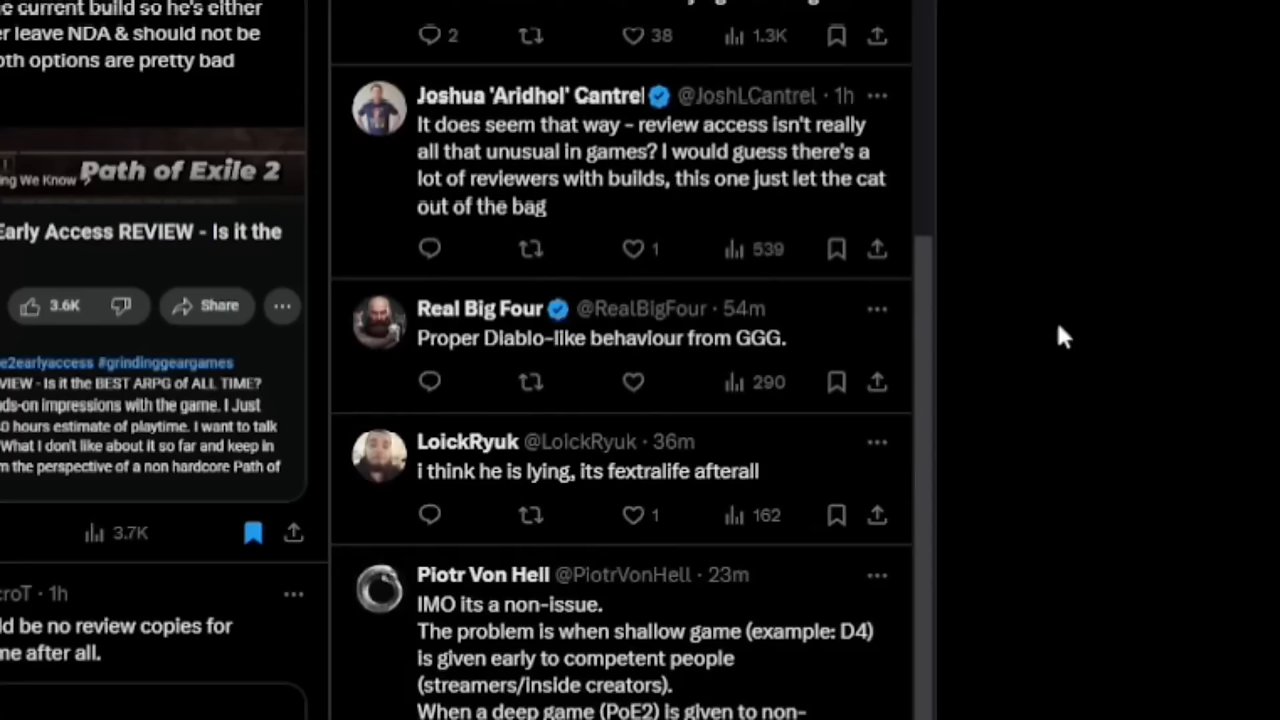 e current build so he's either
er leave NDA & should not be
oth options are pretty bad
ng We Know
Path of Exile 2
Early Access REVIEW - Is it the
3.6K
Share
e2earlyaccess #grindinggeargames
VIEW - Is it the BEST ARPG of ALL TIME?
ds-on impressions with the game. I Just
0 hours estimate of playtime. I want to talk
What I don't like about it so far and keep in
m the perspective of a non hardcore Path of
3.7K
croT · 1h
ld be no review copies for
me after all.
2 38 1.3K
Joshua 'Aridhol' Cantrel @JoshLCantrel · 1h
It does seem that way - review access isn't really
all that unusual in games? I would guess there's a
lot of reviewers with builds, this one just let the cat
out of the bag
1 539
Real Big Four @RealBigFour · 54m
Proper Diablo-like behaviour from GGG.
290
LoickRyuk @LoickRyuk · 36m
i think he is lying, its fextralife afterall
1 162
Piotr Von Hell @PiotrVonHell · 23m
IMO its a non-issue.
The problem is when shallow game (example: D4)
is given early to competent people
(streamers/inside creators).
When a deep game (PoE2) is given to non-